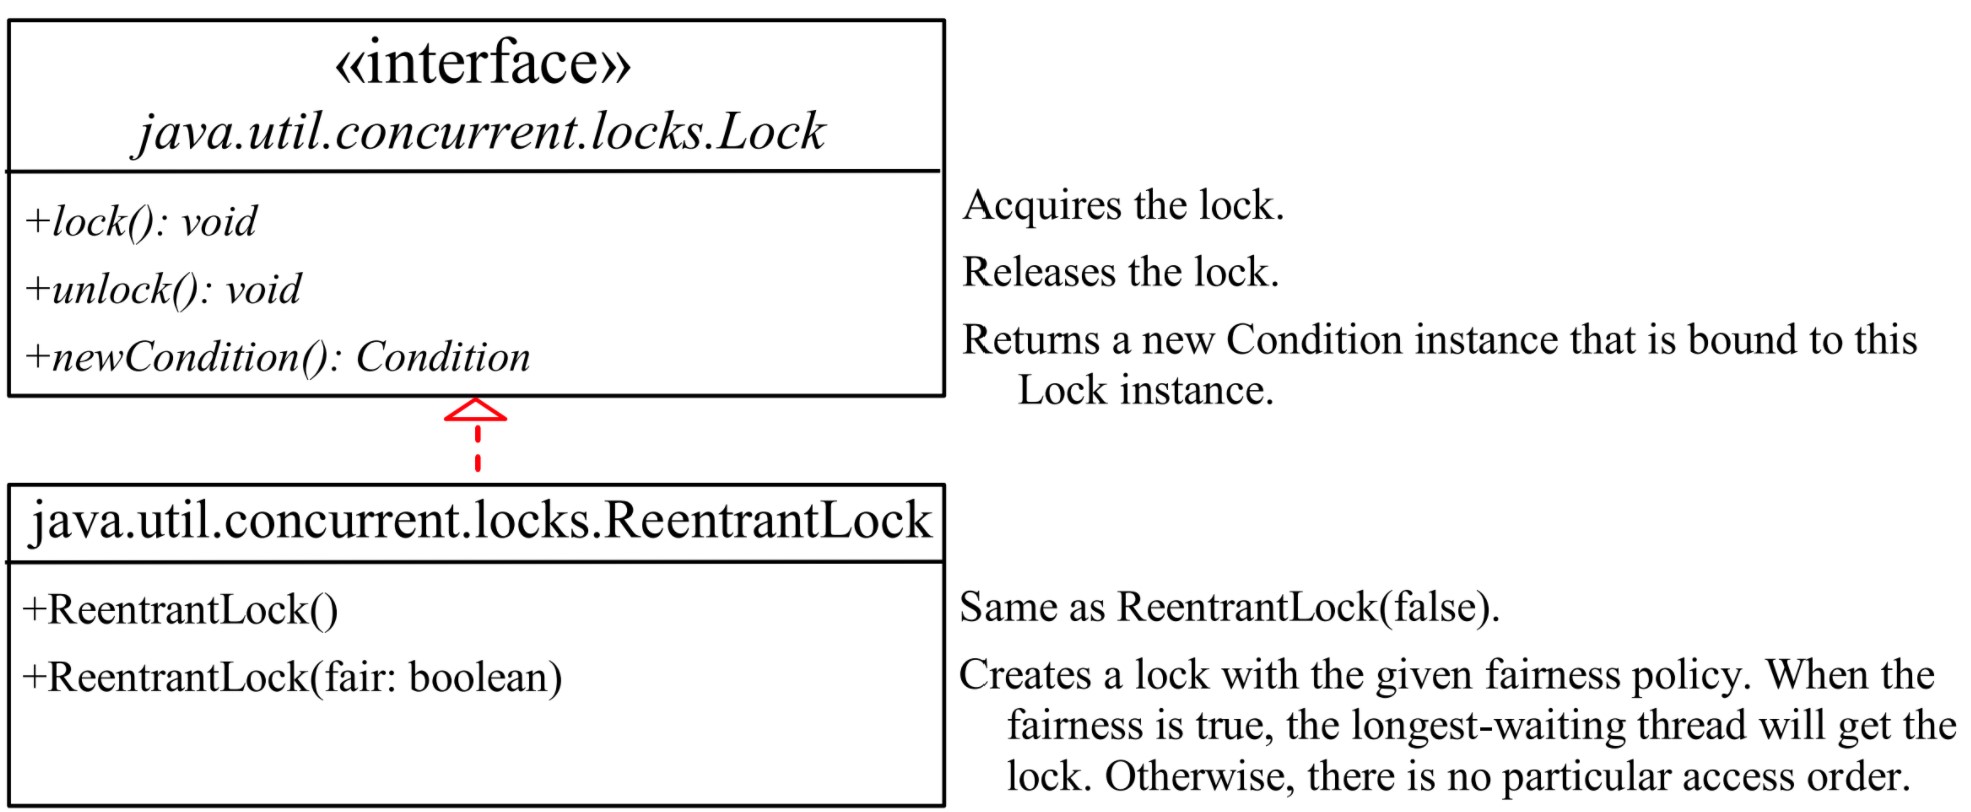 «interface»
java.util.concurrent.locks.Lock
+lock(): void
Acquires the lock.
+unlock(): void
Releases the lock.
+newCondition(): Condition
Returns a new Condition instance that is bound to this
Lock instance.
java.util.concurrent.locks.ReentrantLock
+ReentrantLock()
Same as ReentrantLock(false).
+ReentrantLock(fair: boolean)
Creates a lock with the given fairness policy. When the
fairness is true, the longest-waiting thread will get the
lock. Otherwise, there is no particular access order.